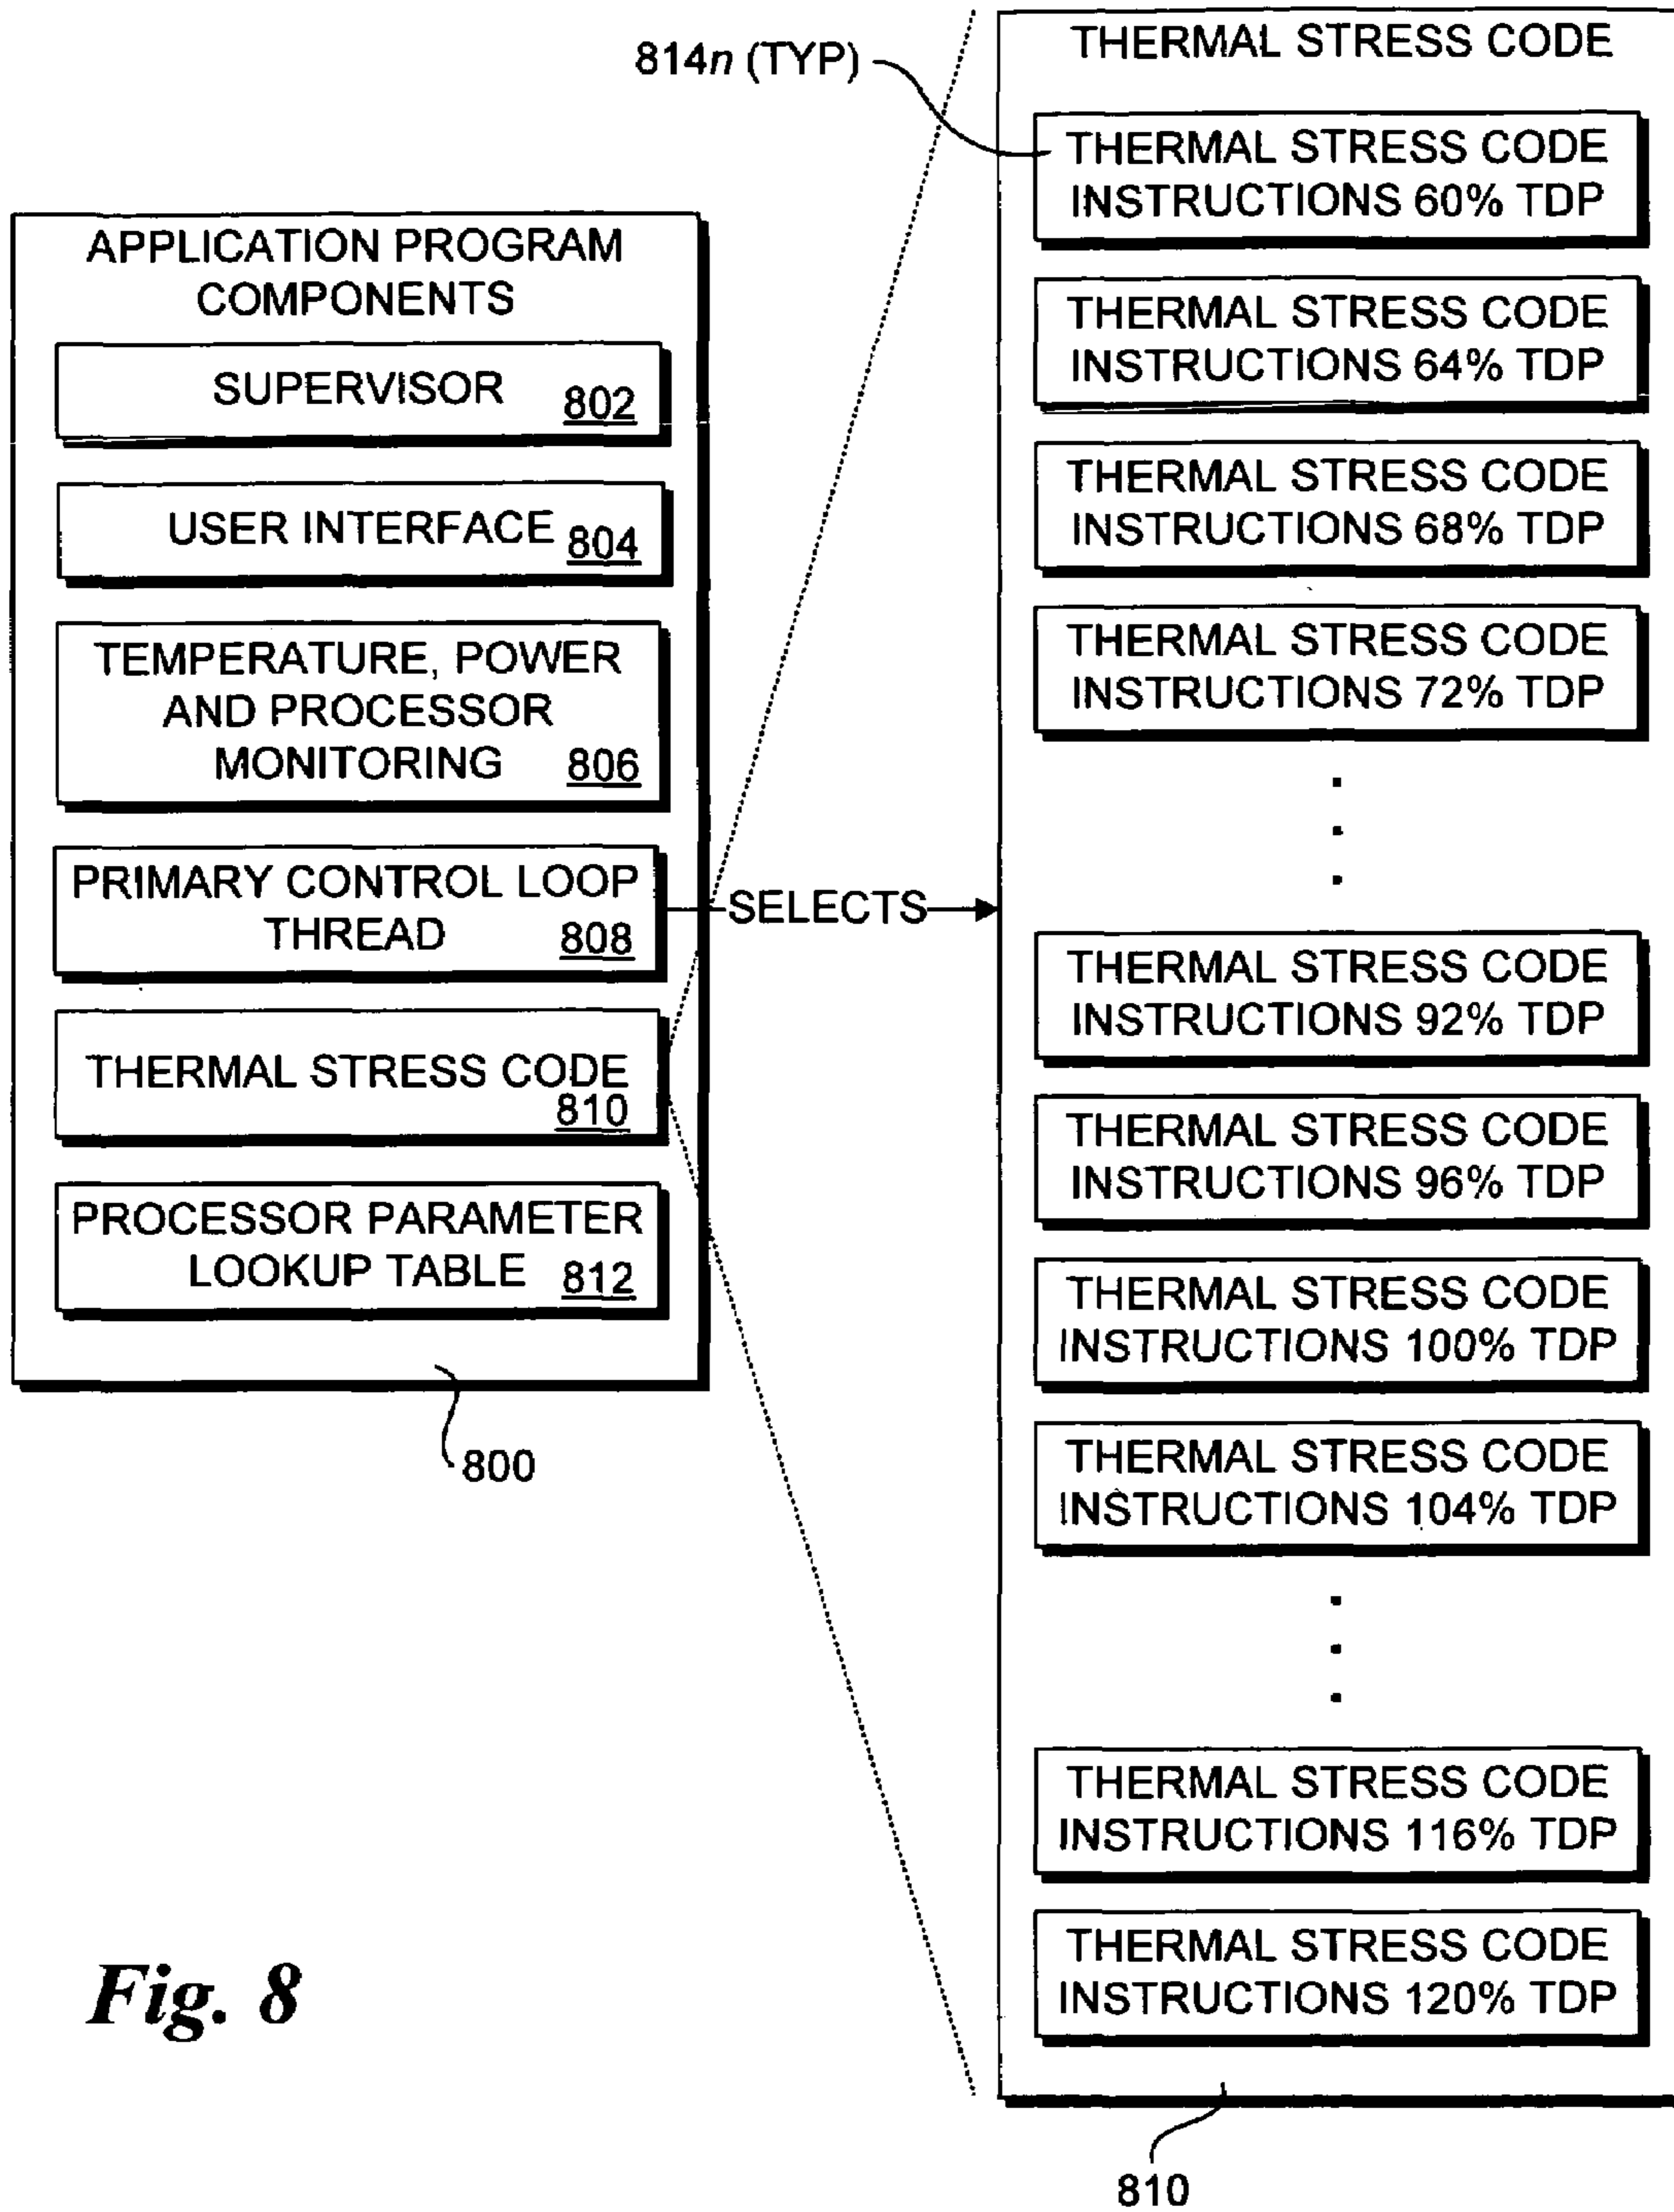 APPLICATION PROGRAM
COMPONENTS
SUPERVISOR 802
USER INTERFACE 804
TEMPERATURE, POWER
AND PROCESSOR
MONITORING 806
PRIMARY CONTROL LOOP
THREAD 808
THERMAL STRESS CODE
810
PROCESSOR PARAMETER
LOOKUP TABLE 812
800
SELECTS
814n (TYP)
THERMAL STRESS CODE
THERMAL STRESS CODE
INSTRUCTIONS 60% TDP
THERMAL STRESS CODE
INSTRUCTIONS 64% TDP
THERMAL STRESS CODE
INSTRUCTIONS 68% TDP
THERMAL STRESS CODE
INSTRUCTIONS 72% TDP
THERMAL STRESS CODE
INSTRUCTIONS 92% TDP
THERMAL STRESS CODE
INSTRUCTIONS 96% TDP
THERMAL STRESS CODE
INSTRUCTIONS 100% TDP
THERMAL STRESS CODE
INSTRUCTIONS 104% TDP
THERMAL STRESS CODE
INSTRUCTIONS 116% TDP
THERMAL STRESS CODE
INSTRUCTIONS 120% TDP
810
Fig. 8